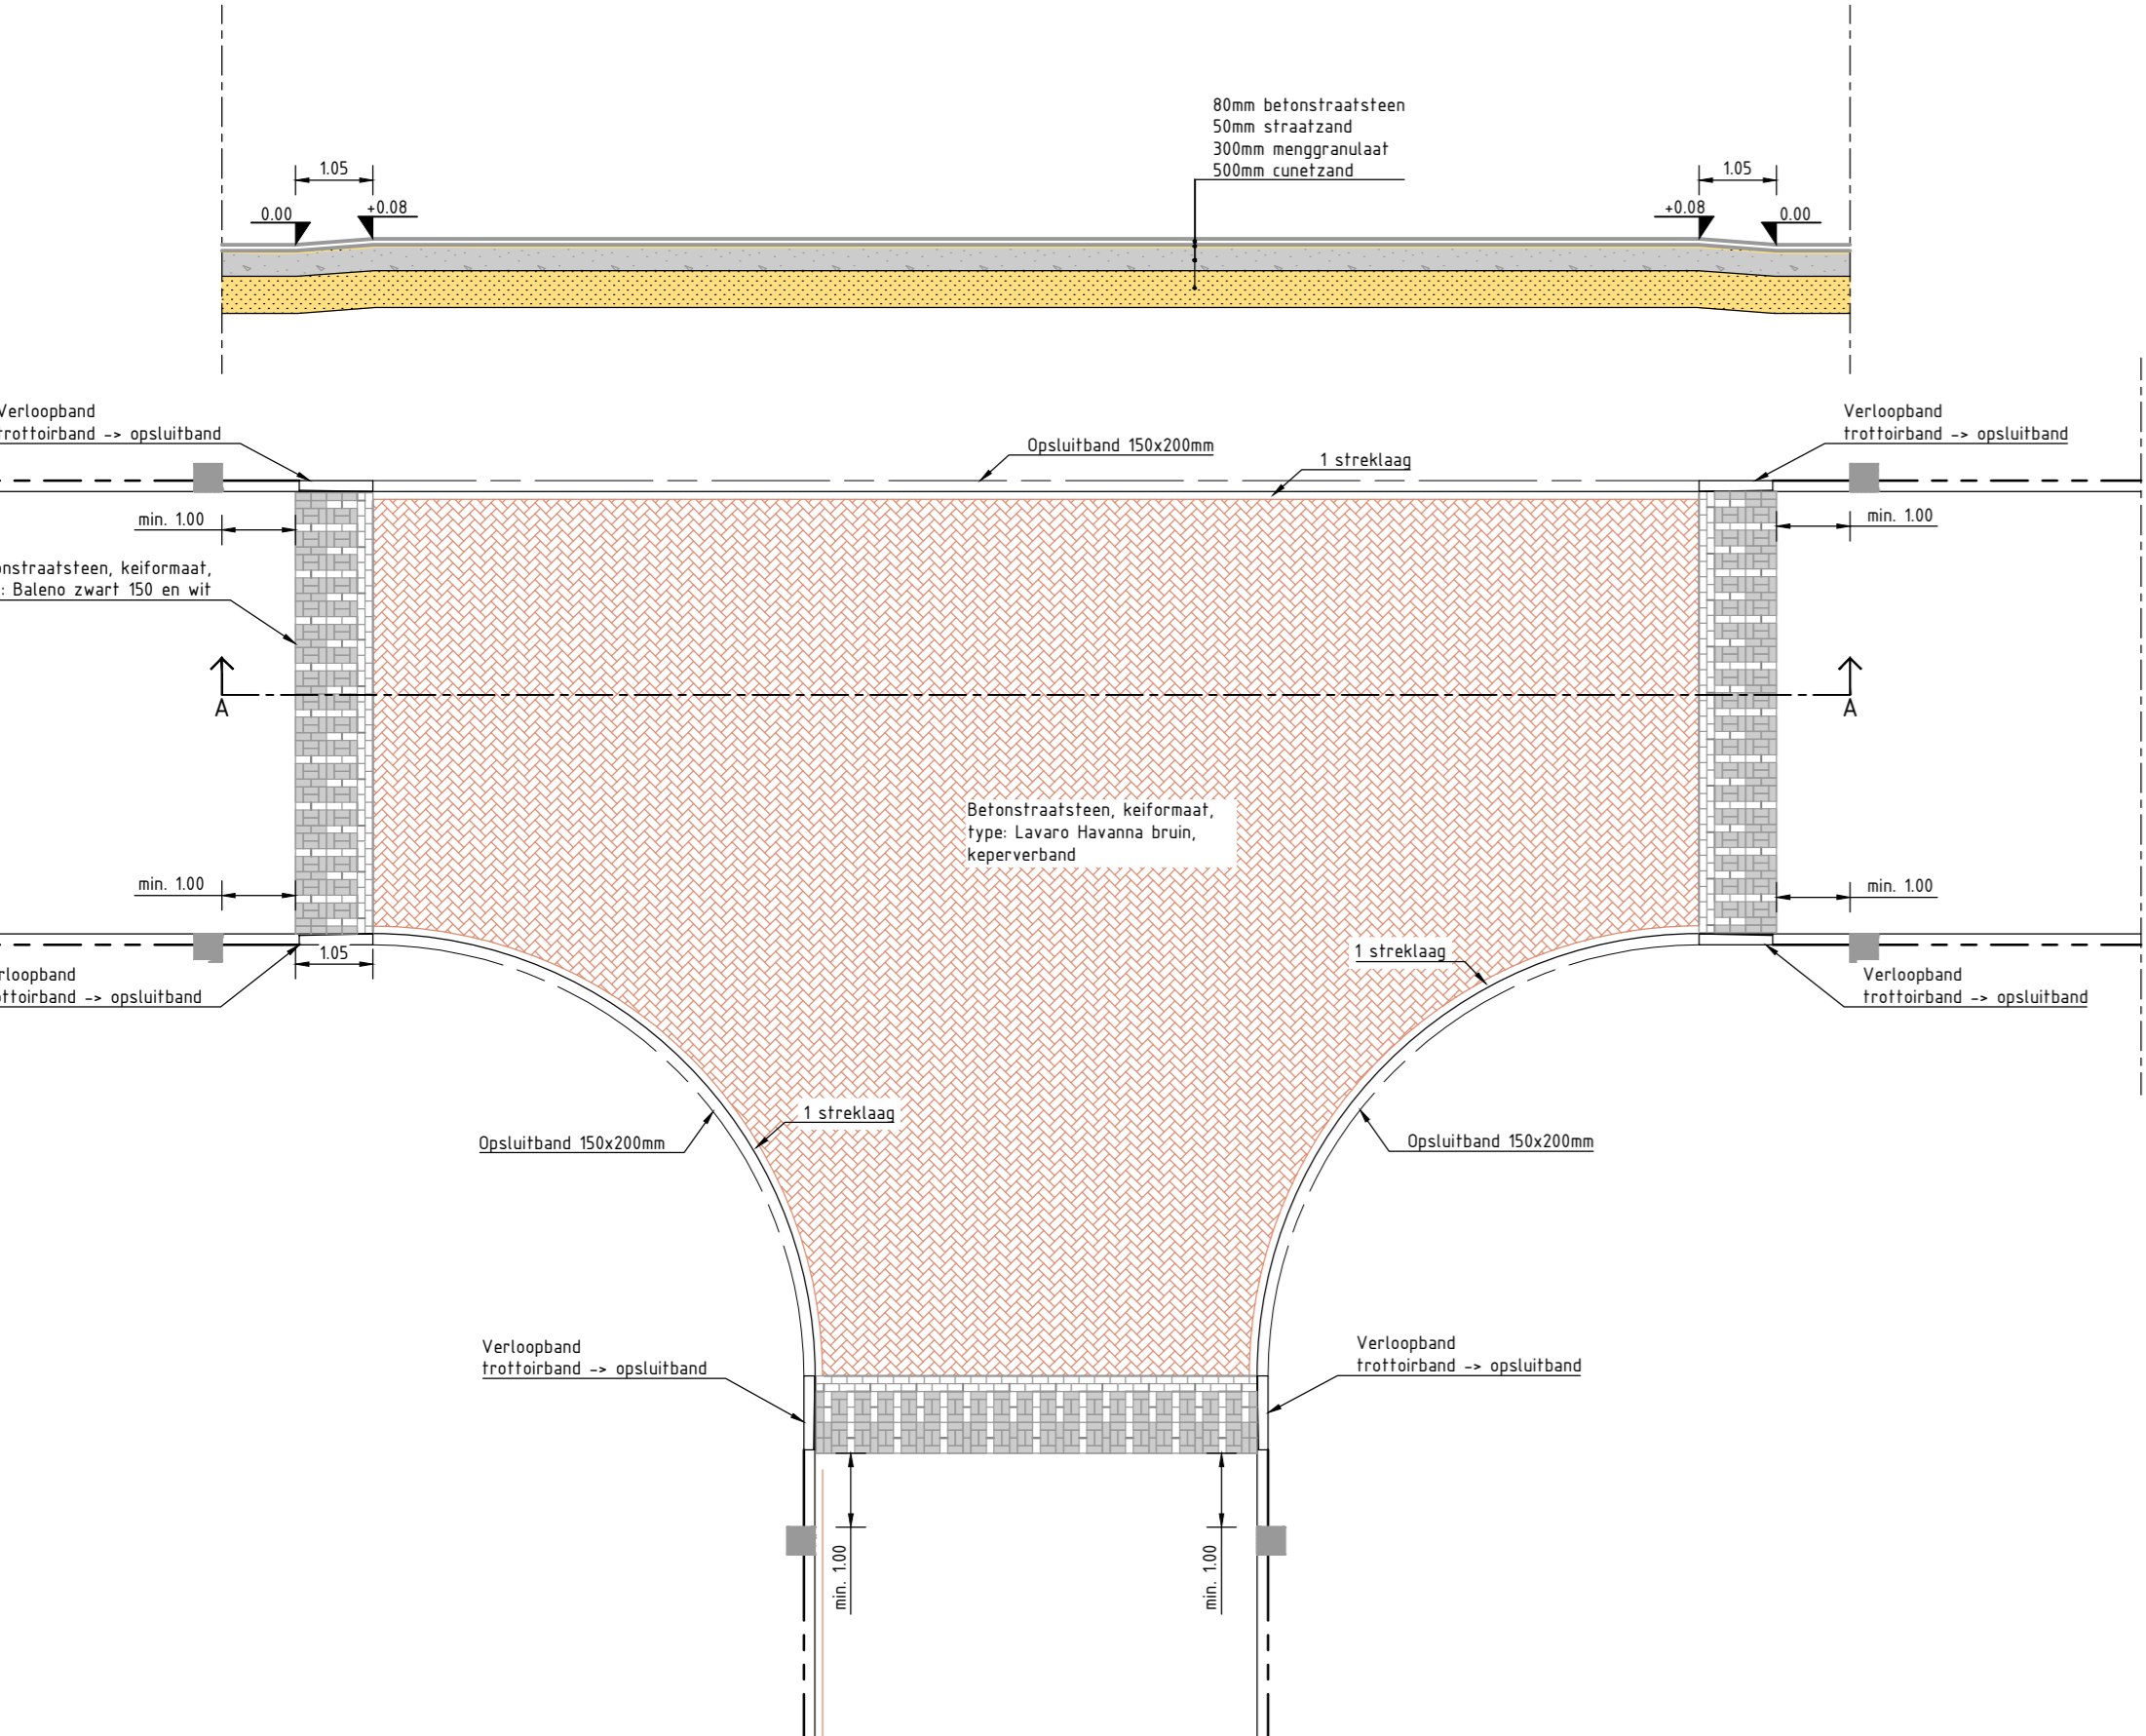 80mm betonstraatsteen
50mm straatzand
300mm menggranulaat
500mm cunetzand
1.05
1.05
0.00
+0.08
+0.08
0.00
Verloopband
trottoirband -> opsluitband
Opsluitband 150x200mm
1 streklaag
Verloopband
trottoirband -> opsluitband
min. 1.00
min. 1.00
: Baleno zwart 150 en wit
keiformaat,
A
A
Betonstraatsteen, keiformaat,
type: Lavaro Havanna bruin,
keperverband
min. 1.00
min. 1.00
1.05
1 streklaag
-> opsluitband
Verloopband
trottoirband -> opsluitband
1 streklaag
Opsluitband 150x200mm
Opsluitband 150x200mm
Verloopband
trottoirband -> opsluitband
Verloopband
trottoirband -> opsluitband
min. 1.00
min. 1.00